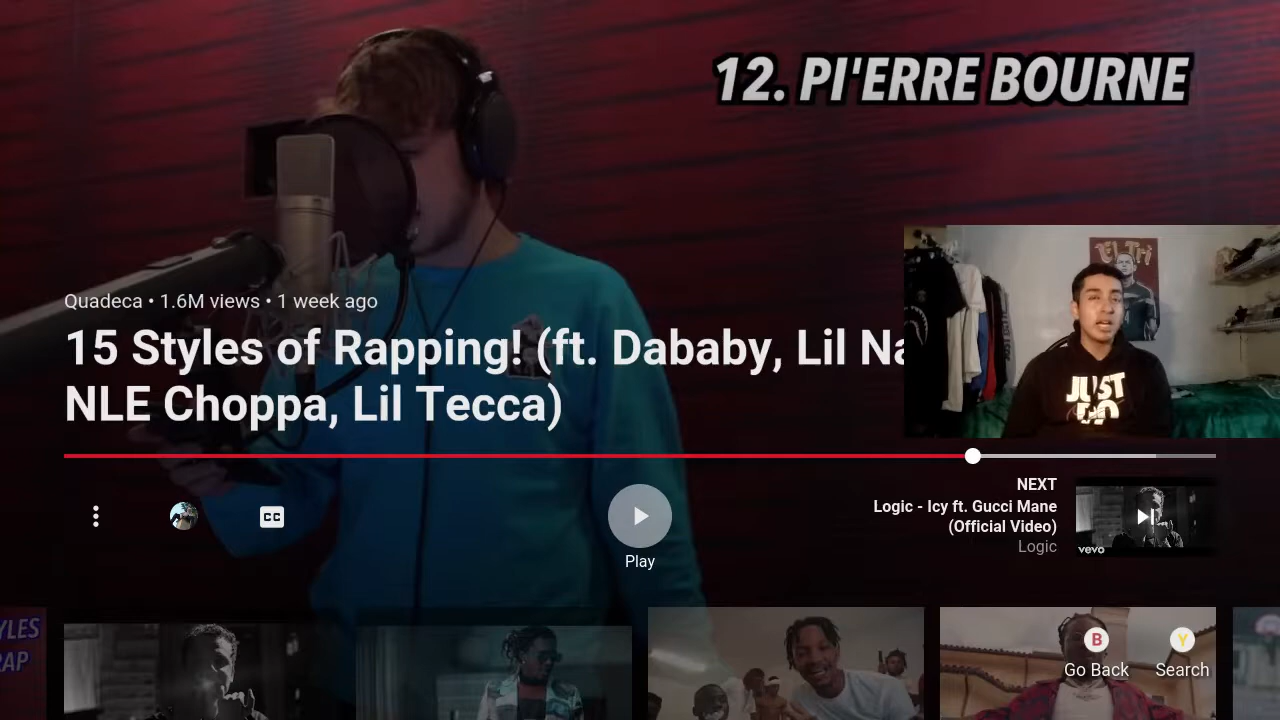 12. PI'ERRE BOURNE
El Tri
Quadeca • 1.6M views • 1 week ago
15 Styles of Rapping! (ft. Dababy, Lil Na
NLE Choppa, Lil Tecca)
JUST
DO
CC
Play
NEXT
Logic - Icy ft. Gucci Mane
(Official Video)
Logic
vevo
YLES
RAP
B
Go Back
Y
Search